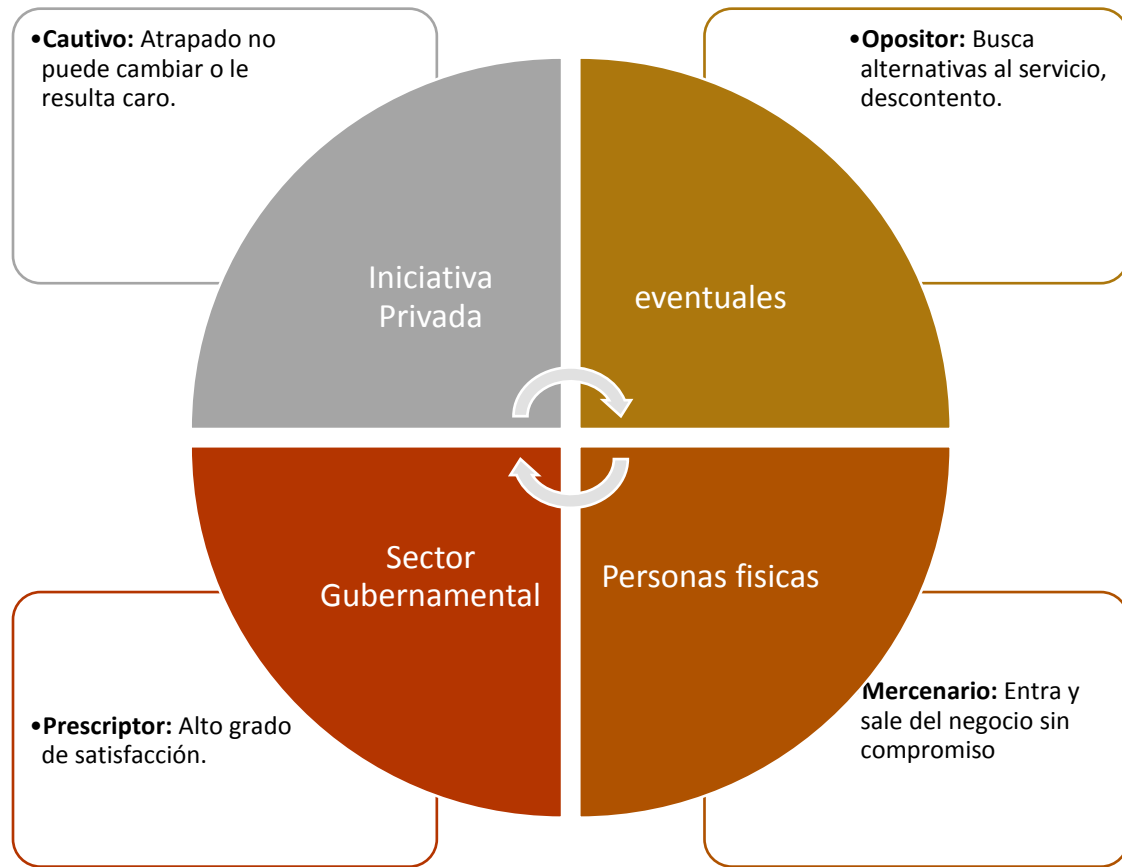 •Cautivo: Atrapado no
puede cambiar o le
resulta caro.
•Opositor: Busca
alternativas al servicio,
descontento.
Iniciativa
Privada
eventuales
Sector
Gubernamental
Personas fisicas
•Prescriptor: Alto grado
de satisfacción.
Mercenario: Entra y
sale del negocio sin
compromiso